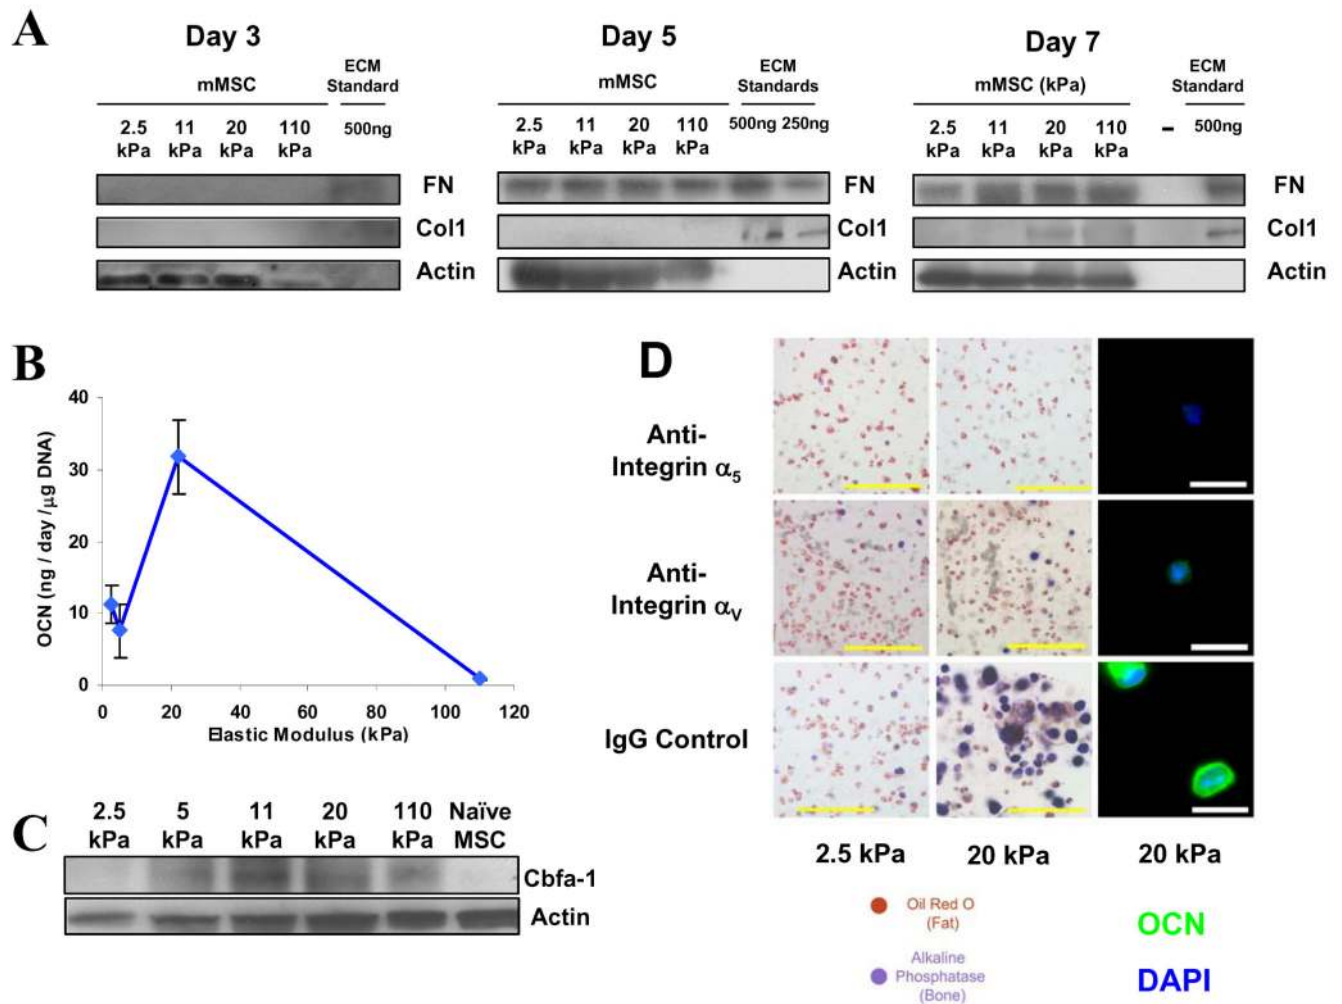 A
Day 3
mMSC
ECM
Standard
2.5
kPa
11
kPa
20
kPa
110
kPa
500ng
FN
Col1
Actin
Day 5
mMSC
ECM
Standards
2.5
kPa
11
kPa
20
kPa
110
kPa
500ng 250ng
FN
Col1
Actin
Day 7
mMSC (kPa)
ECM
Standard
2.5 11 20 110 - 500ng
FN
Col1
Actin
B
OCN (ng / day /μg DNA)
40
30
20
10
0
0 20 40 60 80 100 120
Elastic Modulus (kPa)
C
2.5
kPa
5
kPa
11
kPa
20
kPa
110
kPa
Naïve
MSC
Cbfa-1
Actin
D
Anti-
Integrin α5
Anti-
Integrin αV
IgG Control
2.5 kPa 20 kPa 20 kPa
Oil Red O
(Fat)
Alkaline
Phosphatase
(Bone)
OCN
DAPI